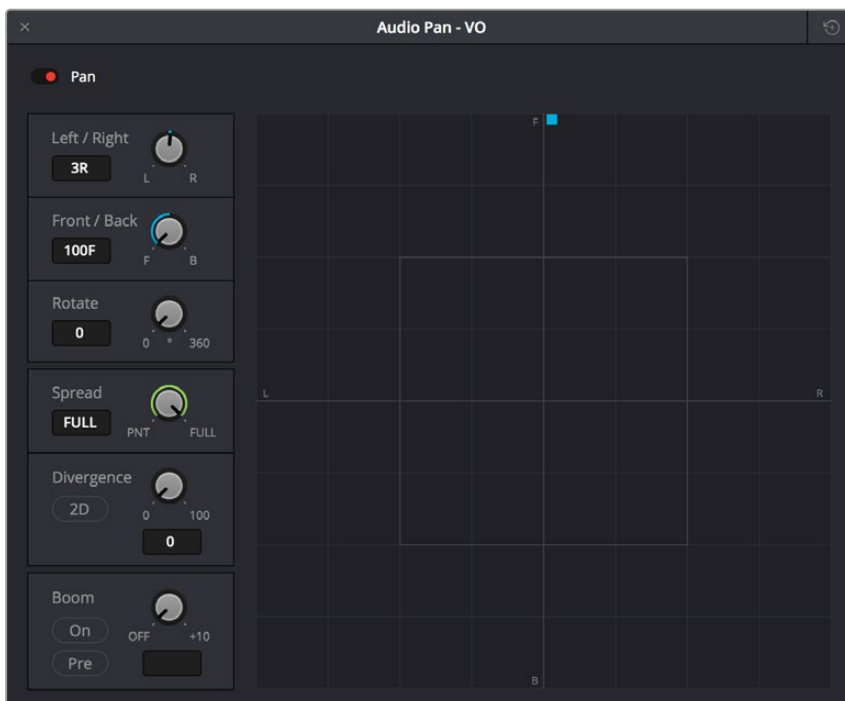 Audio Pan - VO
Pan
Left / Right
3R
L R
Front / Back
100F
F B
Rotate
0
0 ° 360
Spread
FULL
PNT FULL
Divergence
2D
0 100
0
Boom
On
OFF +10
Pre
F
L R
B